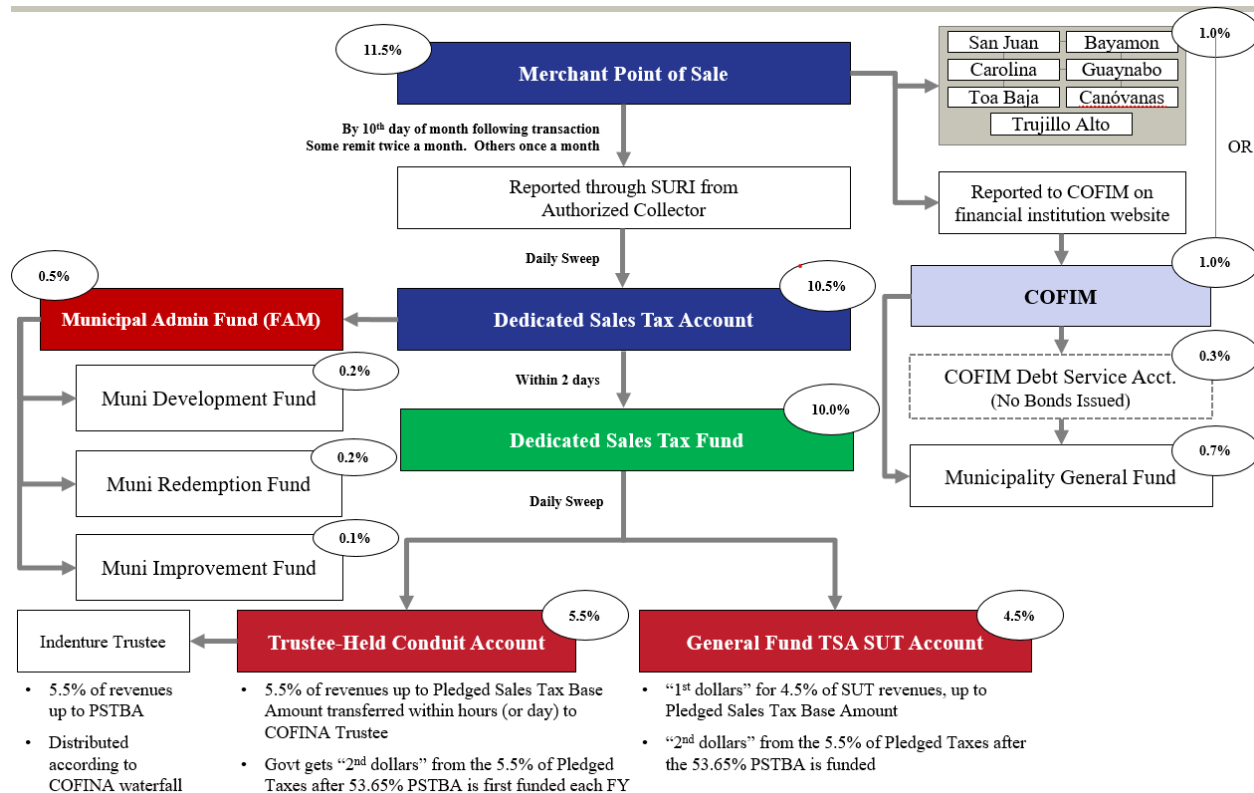 11.5%
Merchant Point of Sale
1.0%
San Juan
Bayamon
Carolina
Guaynabo
Toa Baja
Canóvanas
Trujillo Alto
OR
By 10th day of month following transaction
Some remit twice a month.  Others once a month
Reported through SURI from
Authorized Collector
Reported to COFIM on
financial institution website
Daily Sweep
0.5%
Municipal Admin Fund (FAM)
10.5%
Dedicated Sales Tax Account
1.0%
COFIM
0.2%
Muni Development Fund
Within 2 days
0.3%
COFIM Debt Service Acct.
(No Bonds Issued)
10.0%
Dedicated Sales Tax Fund
0.2%
Muni Redemption Fund
0.7%
Municipality General Fund
Daily Sweep
0.1%
Muni Improvement Fund
Indenture Trustee
5.5%
Trustee-Held Conduit Account
4.5%
General Fund TSA SUT Account
• 5.5% of revenues
up to PSTBA
• Distributed
according to
COFINA waterfall
• 5.5% of revenues up to Pledged Sales Tax Base
Amount transferred within hours (or day) to
COFINA Trustee
• Govt gets “2nd dollars” from the 5.5% of Pledged
Taxes after 53.65% PSTBA is first funded each FY
• “1st dollars” for 4.5% of SUT revenues, up to
Pledged Sales Tax Base Amount
• “2nd dollars” from the 5.5% of Pledged Taxes after
the 53.65% PSTBA is funded